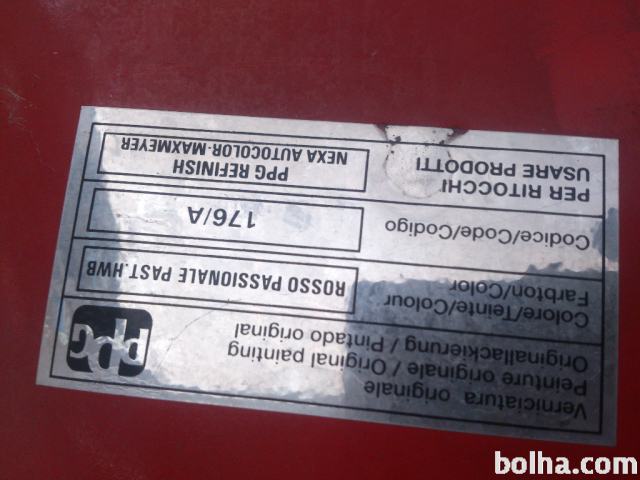 Verniciatura originale
Peinture originale / Original painting
Originallackierung / Pintado original
ppg
Colore/Teinte/Colour
Farbton/Color
ROSSO PASSIONALE PAST.HWB
Codice/Code/Codigo
176/A
PER RITOCCHI
USARE PRODOTTI
PPG REFINISH
NEXA AUTOCOLOR-MAXMEYER
bolha.com